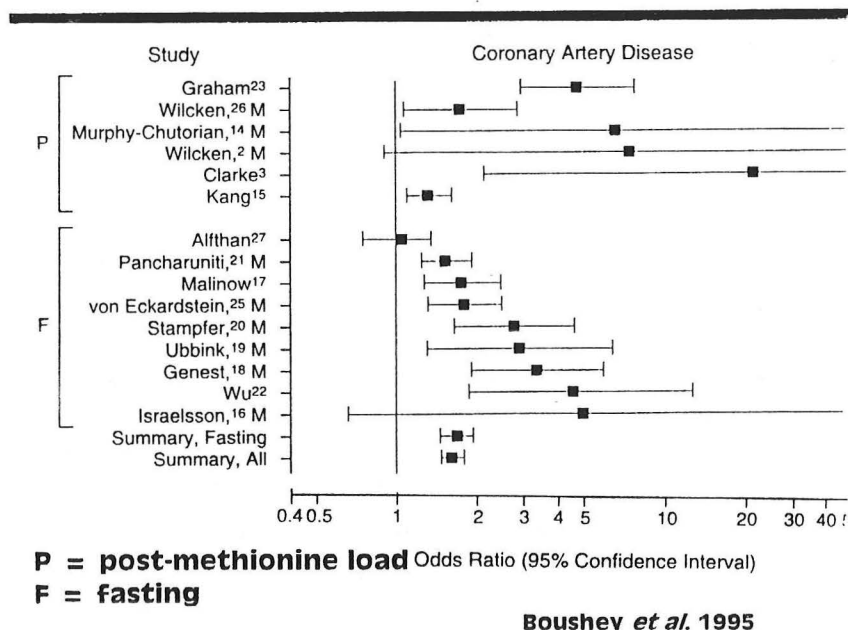 Study Coronary Artery Disease
Graham²³
Wilcken,²⁶ M
Murphy-Chutorian,¹⁴ M
P
Wilcken,² M
Clarke³
Kang¹⁵
Alfthan²⁷
Pancharuniti,²¹ M
Malinow¹⁷
von Eckardstein,²⁵ M
F
Stampfer,²⁰ M
Ubbink,¹⁹ M
Genest,¹⁸ M
Wu²²
Israelsson,¹⁶ M
Summary, Fasting
Summary, All
0.4 0.5 1 2 3 4 5 10 20 30 40
P = post-methionine load Odds Ratio (95% Confidence Interval)
F = fasting
Boushey et al. 1995